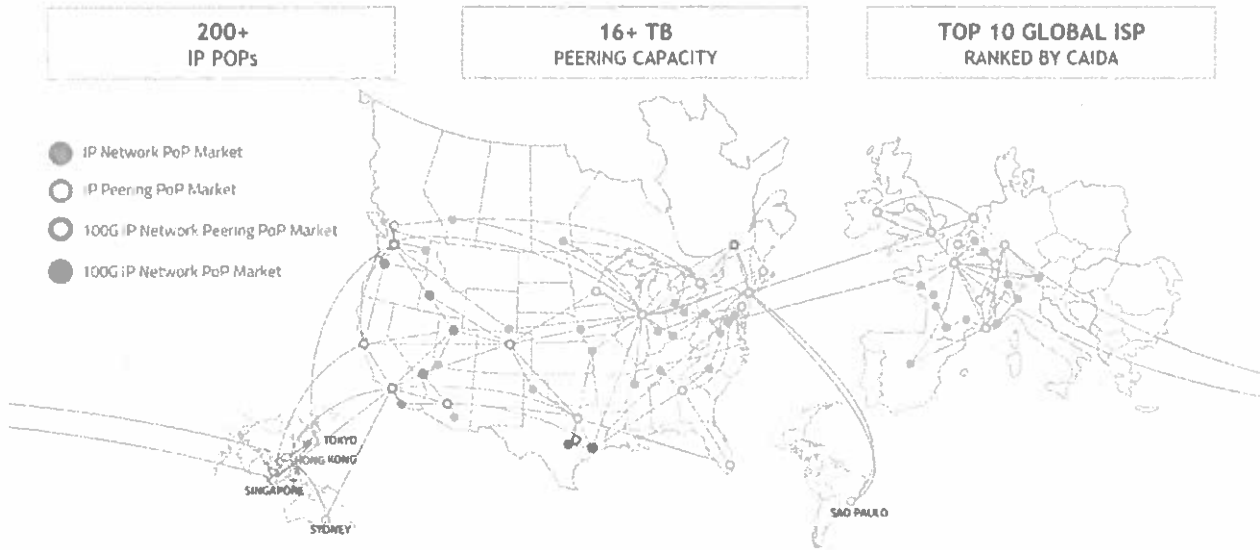 200+
IP POPs
16+ TB
PEERING CAPACITY
TOP 10 GLOBAL ISP
RANKED BY CAIDA
IP Network PoP Market
IP Peering PoP Market
100G IP Network Peering PoP Market
100G IP Network PoP Market
TOKYO
HONG KONG
SINGAPORE
SYDNEY
SAO PAULO